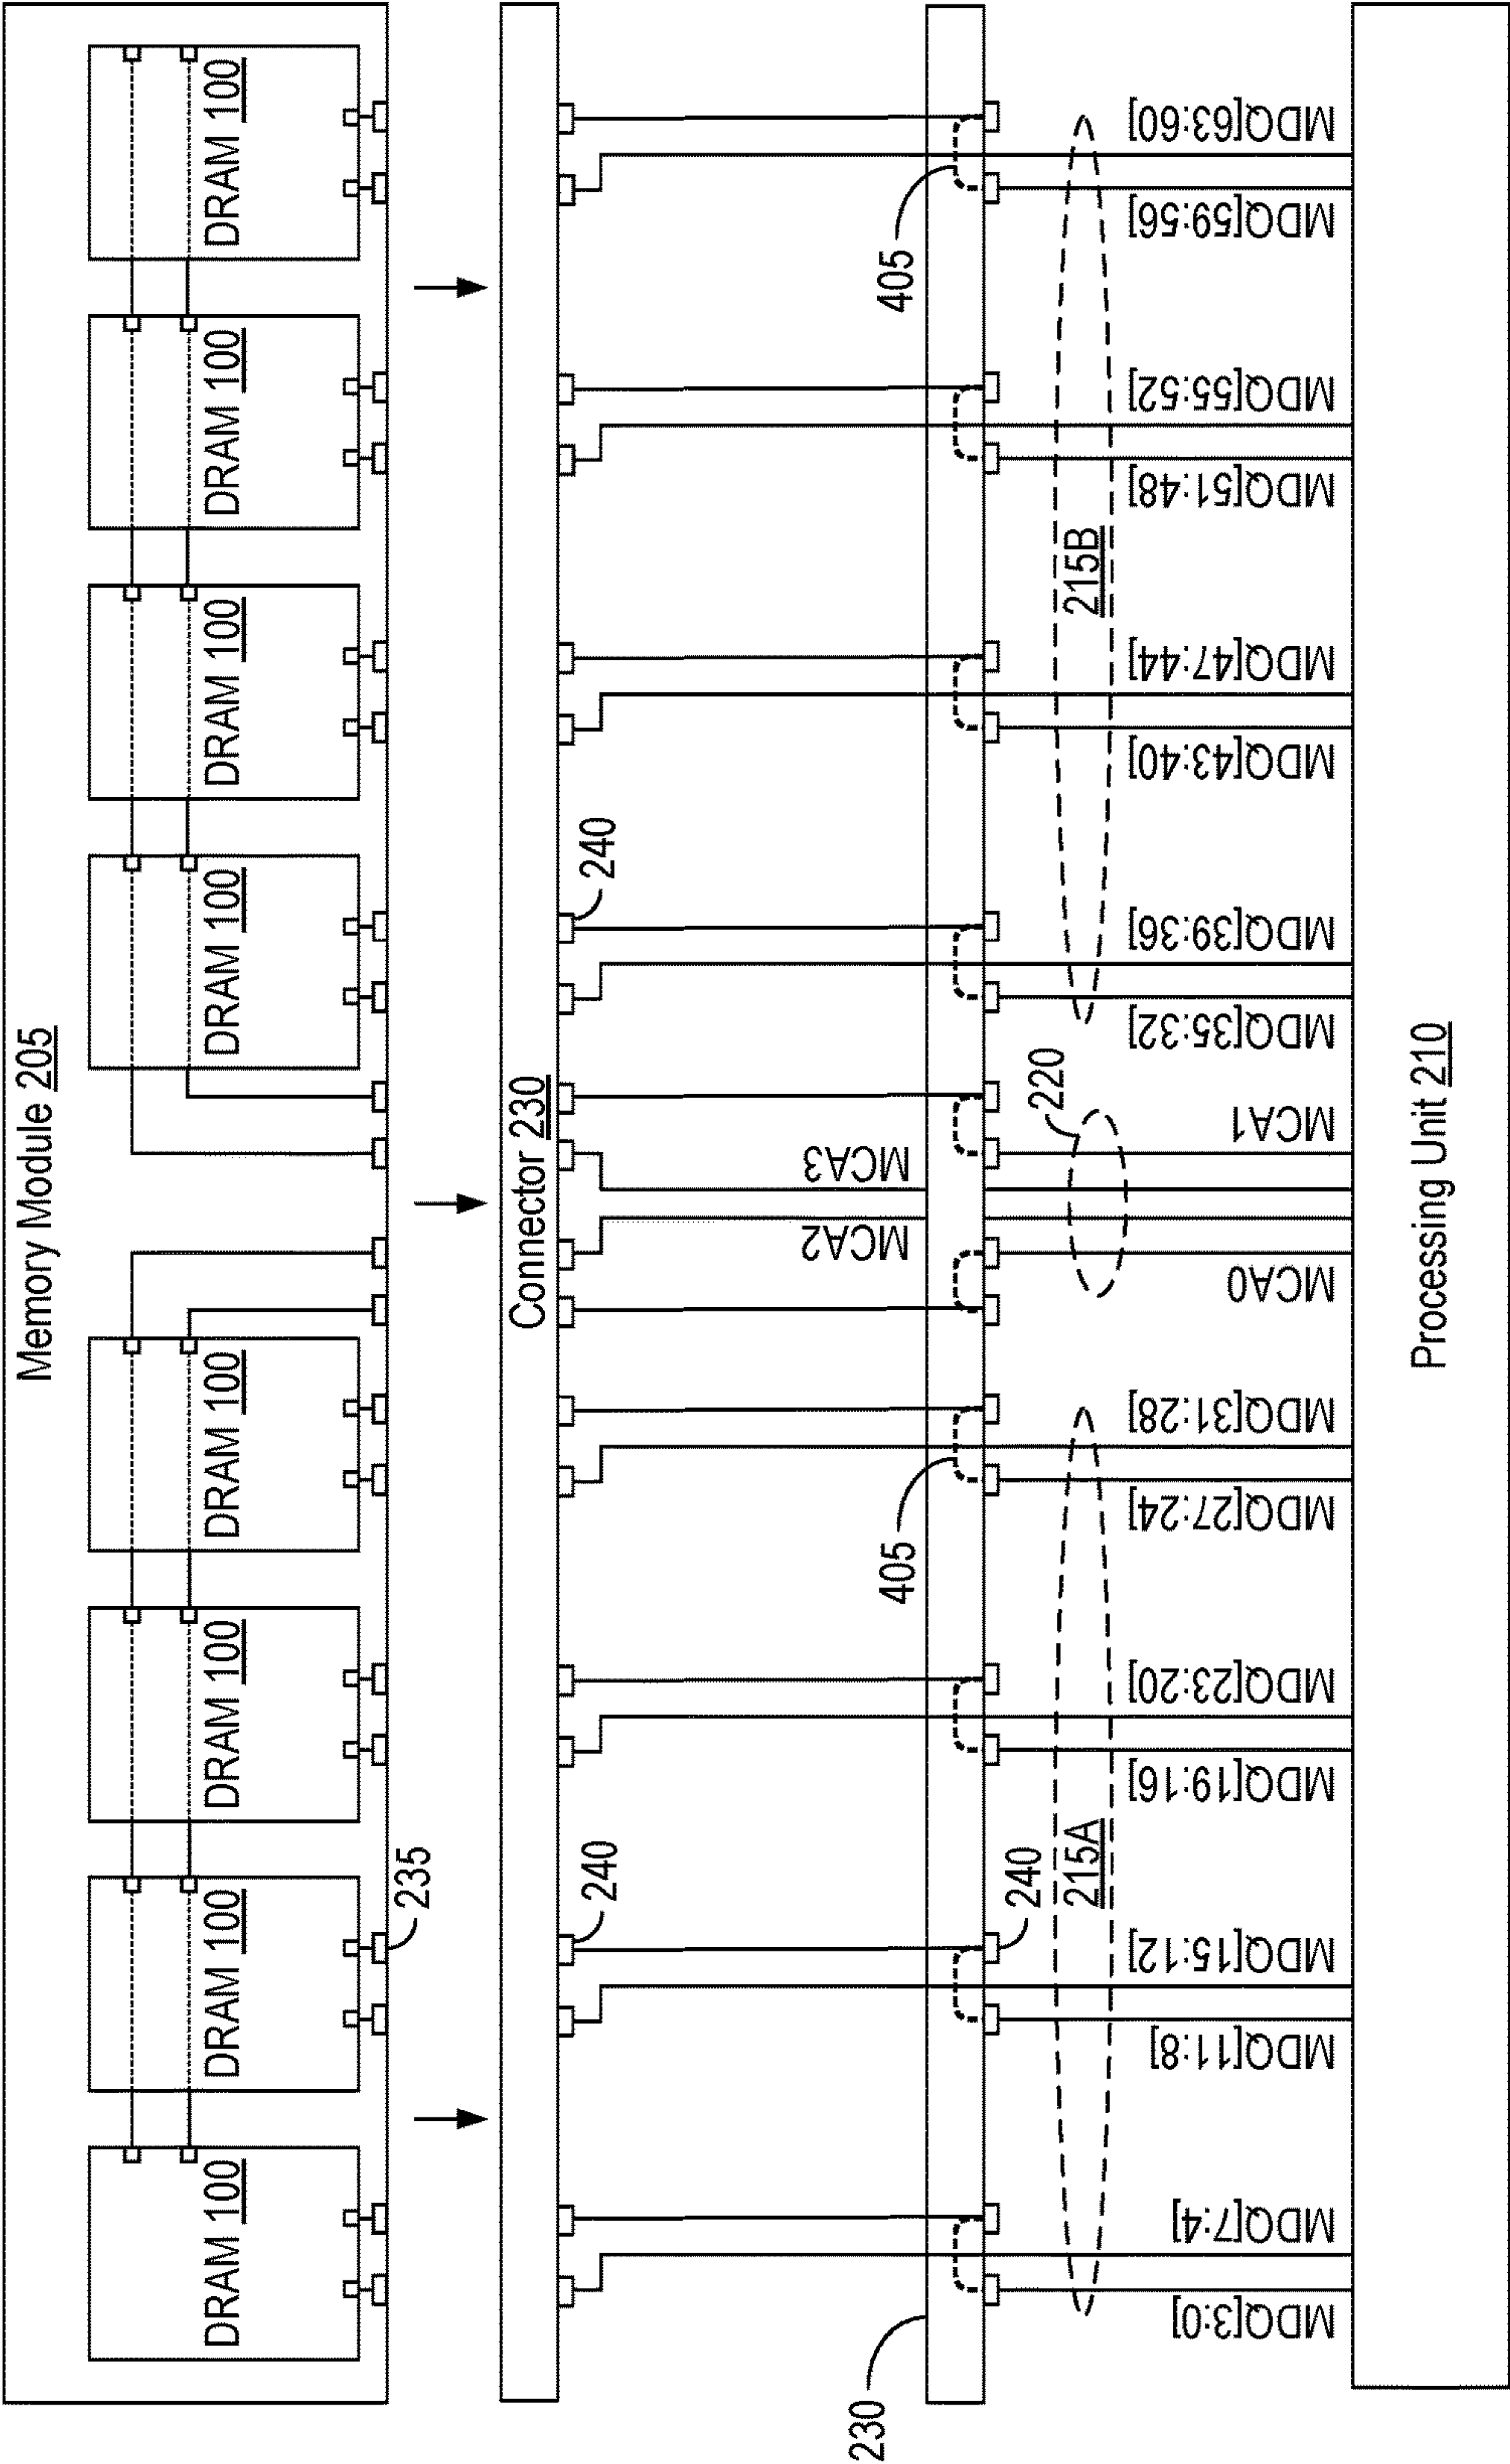 Memory Module 205
DRAM 100
DRAM 100
DRAM 100
DRAM 100
DRAM 100
DRAM 100
DRAM 100
DRAM 100
235
Connector 230
240
240
MCA2
MCA3
230
405
405
240
215A
220
215B
MDQ[3:0]
MDQ[7:4]
MDQ[11:8]
MDQ[15:12]
MDQ[19:16]
MDQ[23:20]
MDQ[27:24]
MDQ[31:28]
MCA0
MCA1
MDQ[35:32]
MDQ[39:36]
MDQ[43:40]
MDQ[47:44]
MDQ[51:48]
MDQ[55:52]
MDQ[59:56]
MDQ[63:60]
Processing Unit 210